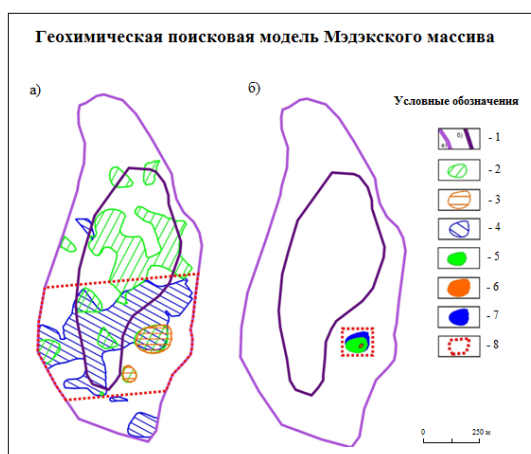 Геохимическая поисковая модель Мэдэкского массива
а)
б)
Условные обозначения
а)
б)
- 1
- 2
- 3
- 4
- 5
- 6
- 7
- 8
0
250 м